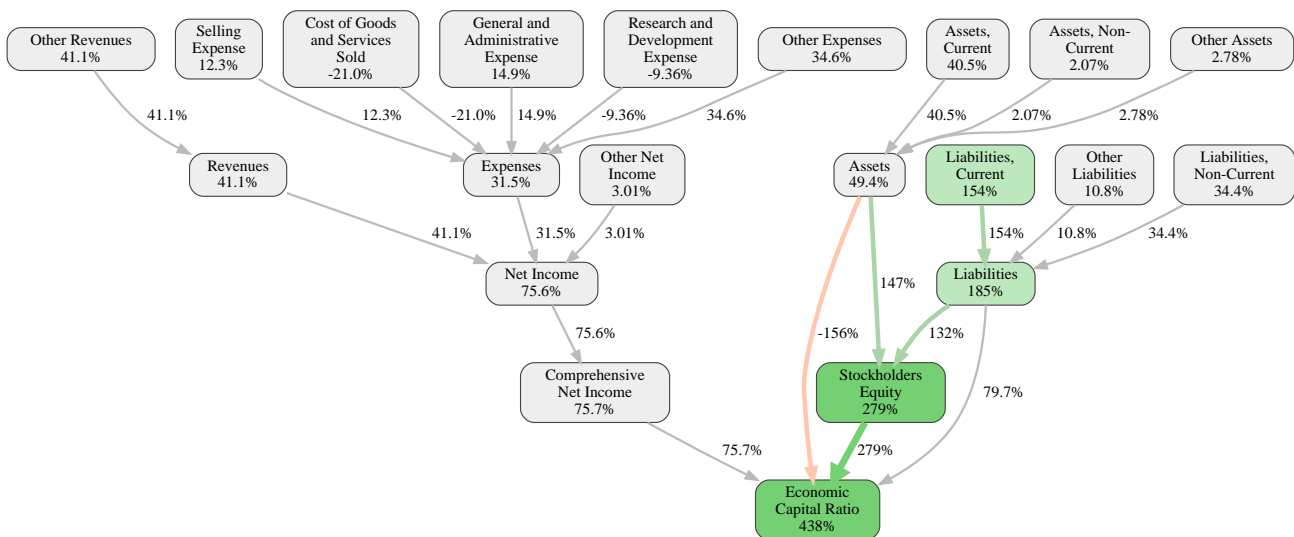 Other Revenues
41.1%
Selling
Expense
12.3%
Cost of Goods
and Services
Sold
-21.0%
General and
Administrative
Expense
14.9%
Research and
Development
Expense
-9.36%
Other Expenses
34.6%
Assets,
Current
40.5%
Assets, Non-
Current
2.07%
Other Assets
2.78%
41.1%
12.3%
-21.0%
14.9%
-9.36%
34.6%
40.5%
2.07%
2.78%
Revenues
41.1%
Expenses
31.5%
Other Net
Income
3.01%
Assets
49.4%
Liabilities,
Current
154%
Other
Liabilities
10.8%
Liabilities,
Non-Current
34.4%
41.1%
31.5%
3.01%
154%
10.8%
34.4%
Net Income
75.6%
147%
Liabilities
185%
75.6%
-156%
132%
Comprehensive
Net Income
75.7%
Stockholders
Equity
279%
79.7%
75.7%
279%
Economic
Capital Ratio
438%